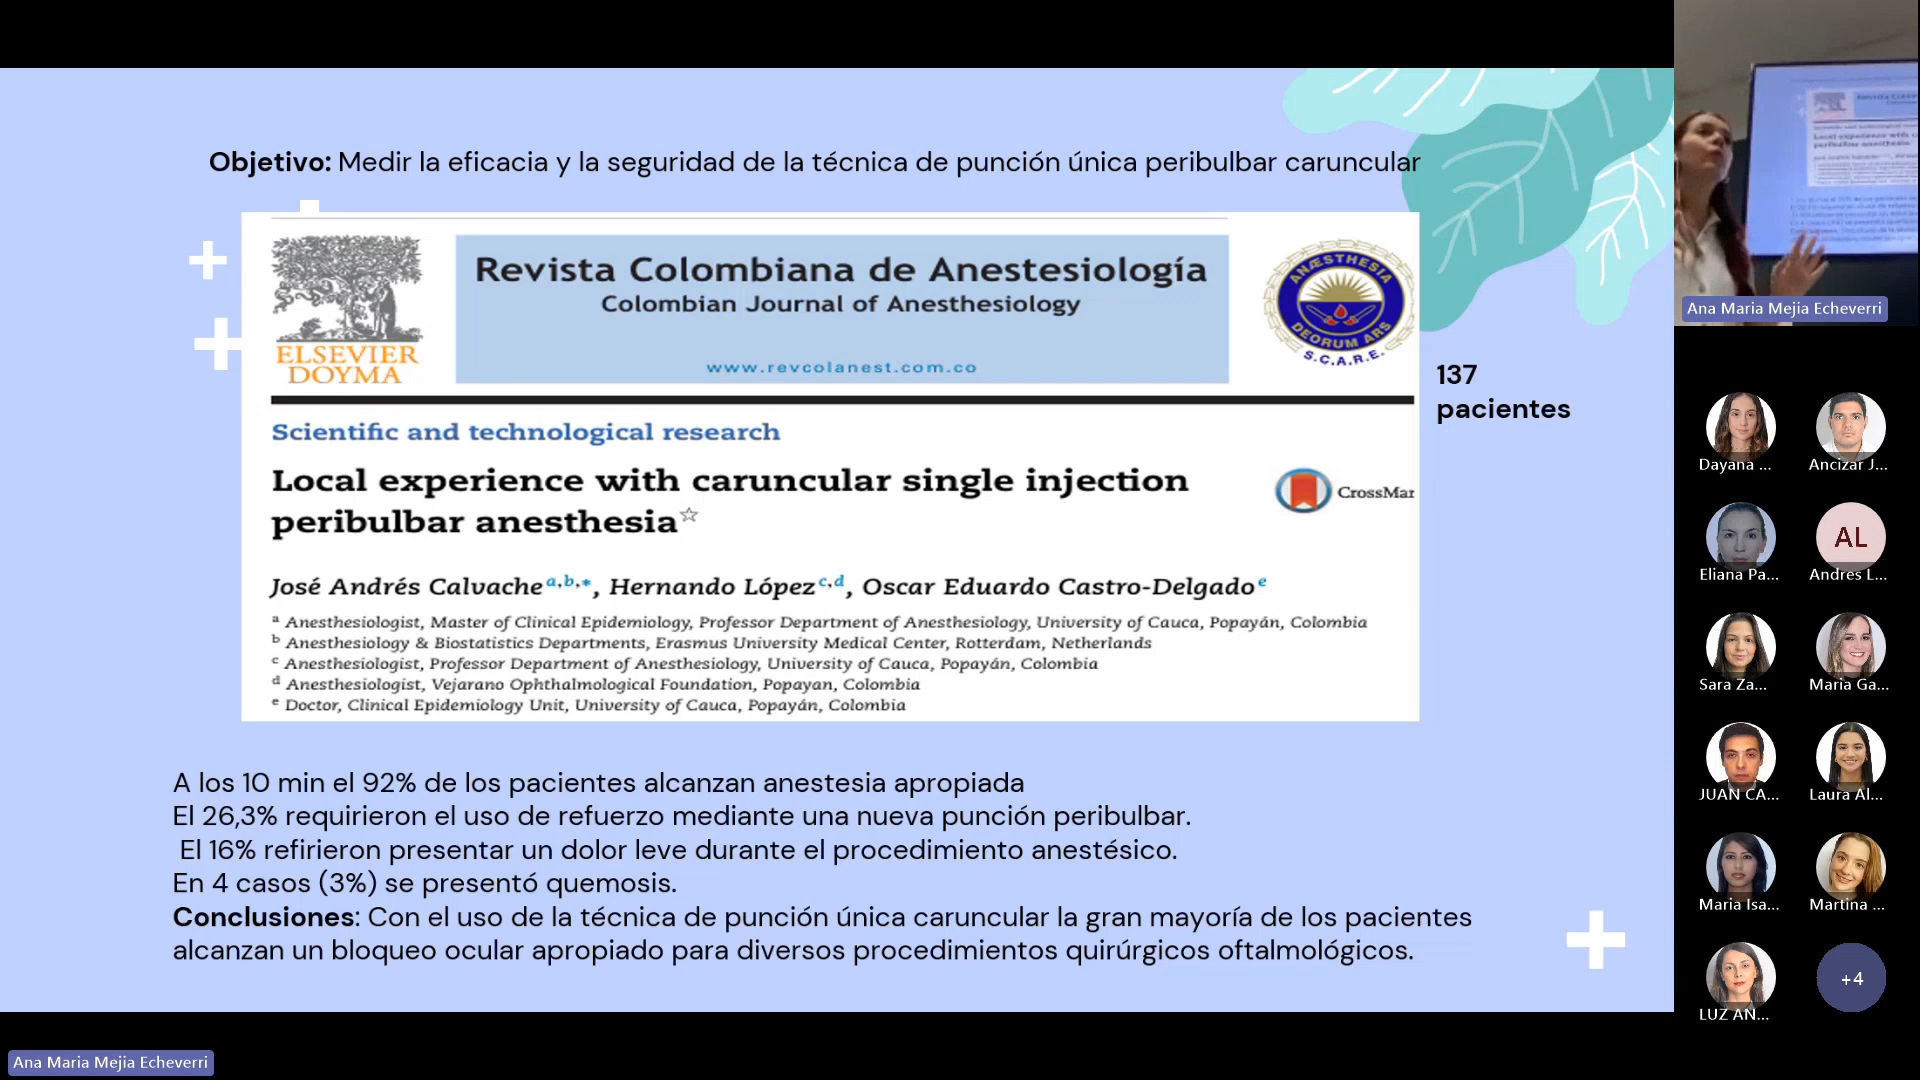 Objetivo: Medir la eficacia y la seguridad de la técnica de punción única peribulbar caruncular
ELSEVIER
DOYMA
Revista Colombiana de Anestesiología
Colombian Journal of Anesthesiology
www.revcolanest.com.co
ANÆSTHESIA
DEORUM ARS
S.C.A.R.E.
137
pacientes
Scientific and technological research
Local experience with caruncular single injection
peribulbar anesthesia☆
CrossMar
José Andrés Calvache a,b,*, Hernando López c,d, Oscar Eduardo Castro-Delgado e
a Anesthesiologist, Master of Clinical Epidemiology, Professor Department of Anesthesiology, University of Cauca, Popayán, Colombia
b Anesthesiology & Biostatistics Departments, Erasmus University Medical Center, Rotterdam, Netherlands
c Anesthesiologist, Professor Department of Anesthesiology, University of Cauca, Popayán, Colombia
d Anesthesiologist, Vejarano Ophthalmological Foundation, Popayan, Colombia
e Doctor, Clinical Epidemiology Unit, University of Cauca, Popayán, Colombia
A los 10 min el 92% de los pacientes alcanzan anestesia apropiada
El 26,3% requirieron el uso de refuerzo mediante una nueva punción peribulbar.
El 16% refirieron presentar un dolor leve durante el procedimiento anestésico.
En 4 casos (3%) se presentó quemosis.
Conclusiones: Con el uso de la técnica de punción única caruncular la gran mayoría de los pacientes
alcanzan un bloqueo ocular apropiado para diversos procedimientos quirúrgicos oftalmológicos.
Ana Maria Mejia Echeverri
Ana Maria Mejia Echeverri
Dayana ...
Ancizar J...
Eliana Pa...
AL
Andres L...
Sara Za...
Maria Ga...
JUAN CA...
Laura Al...
Maria Isa...
Martina ...
LUZ AN...
+4